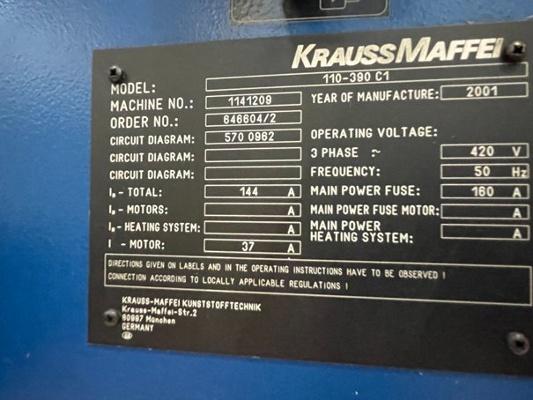 KRAUSSMAFFEI
MODEL: 110-390 C1
MACHINE NO.: 1141209 YEAR OF MANUFACTURE: 2001
ORDER NO.: 646604/2
CIRCUIT DIAGRAM: 570 0962 OPERATING VOLTAGE:
CIRCUIT DIAGRAM: 3 PHASE :~ 420 V
CIRCUIT DIAGRAM: FREQUENCY: 50 Hz
IN - TOTAL: 144 A MAIN POWER FUSE: 160 A
IN - MOTORS: A MAIN POWER FUSE MOTOR: A
IN - HEATING SYSTEM: A MAIN POWER HEATING SYSTEM: A
I - MOTOR: 37 A
DIRECTIONS GIVEN ON LABELS AND IN THE OPERATING INSTRUCTIONS HAVE TO BE OBSERVED !
CONNECTION ACCORDING TO LOCALLY APPLICABLE REGULATIONS !
KRAUSS-MAFFEI KUNSTSTOFFTECHNIK
Krauss-Maffei-Str.2
80997 München
GERMANY